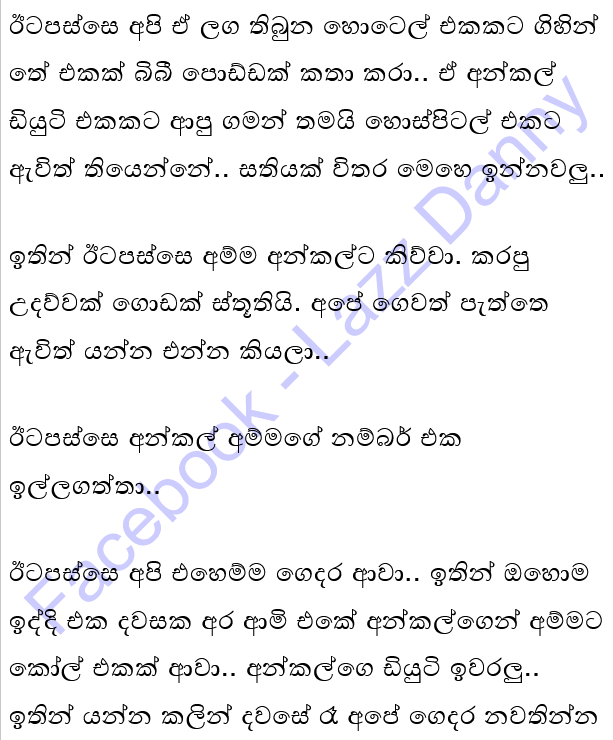 ඊටපස්සෙ අපි ඒ ලග තිබුන හොටෙල් එකකට ගිහින්
තේ එකක් බිබී පොඩ්ඩක් කතා කරා.. ඒ අන්කල්
ඩියුටි එකකට ආපු ගමන් තමයි හොස්පිටල් එකට
ඇවිත් තියෙන්නේ.. සතියක් විතර මෙහෙ ඉන්නවලු..
ඉතින් ඊටපස්සෙ අම්ම අන්කල්ට කිව්වා. කරපු
උදව්වක් ගොඩක් ස්තූතියි. අපේ ගෙවත් පැත්තෙ
ඇවිත් යන්න එන්න කියලා..
ඊටපස්සෙ අන්කල් අම්මගේ නම්බර් එක
ඉල්ලගත්තා..
ඊටපස්සෙ අපි එහෙම්ම ගෙදර ආවා.. ඉතින් ඔහොම
ඉද්දි එක දවසක අර ආමි එකේ අන්කල්ගෙන් අම්මට
කෝල් එකක් ආවා.. අන්කල්ගෙ ඩියුටි ඉවරලු..
ඉතින් යන්න කලින් දවසේ රෑ අපේ ගෙදර නවතින්න
Facebook - Lazz Danny